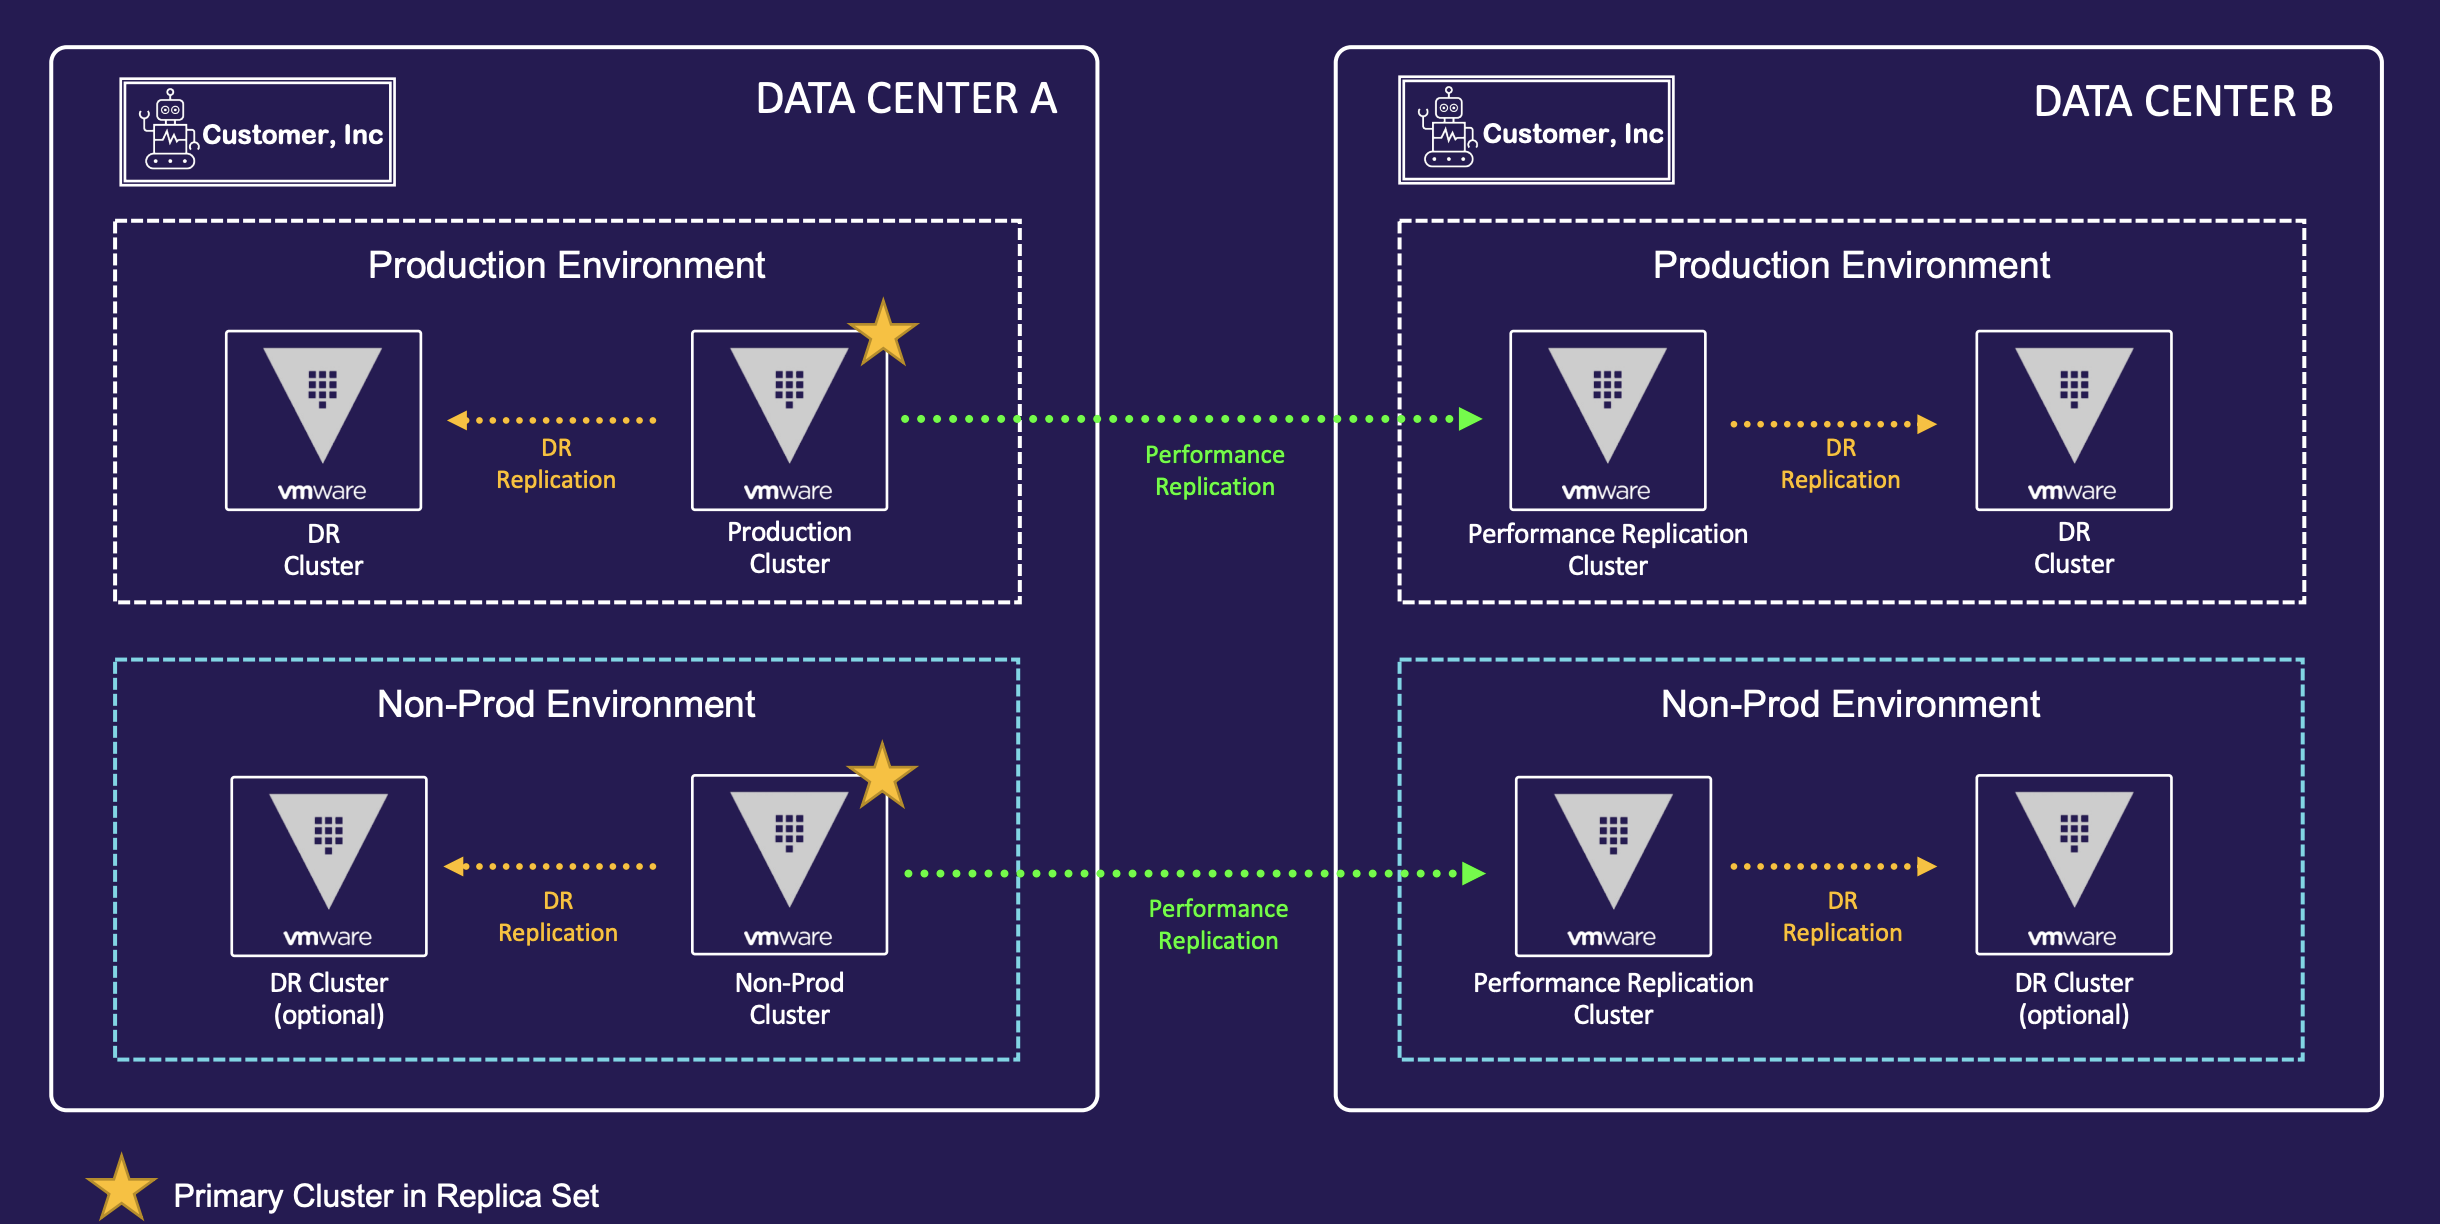 DATA CENTER A
Customer, Inc
Production Environment
vmware
DR
Cluster
DR
Replication
vmware
Production
Cluster
Non-Prod Environment
vmware
DR Cluster
(optional)
DR
Replication
vmware
Non-Prod
Cluster
Performance
Replication
Performance
Replication
DATA CENTER B
Customer, Inc
Production Environment
vmware
Performance Replication
Cluster
DR
Replication
vmware
DR
Cluster
Non-Prod Environment
vmware
Performance Replication
Cluster
DR
Replication
vmware
DR Cluster
(optional)
Primary Cluster in Replica Set